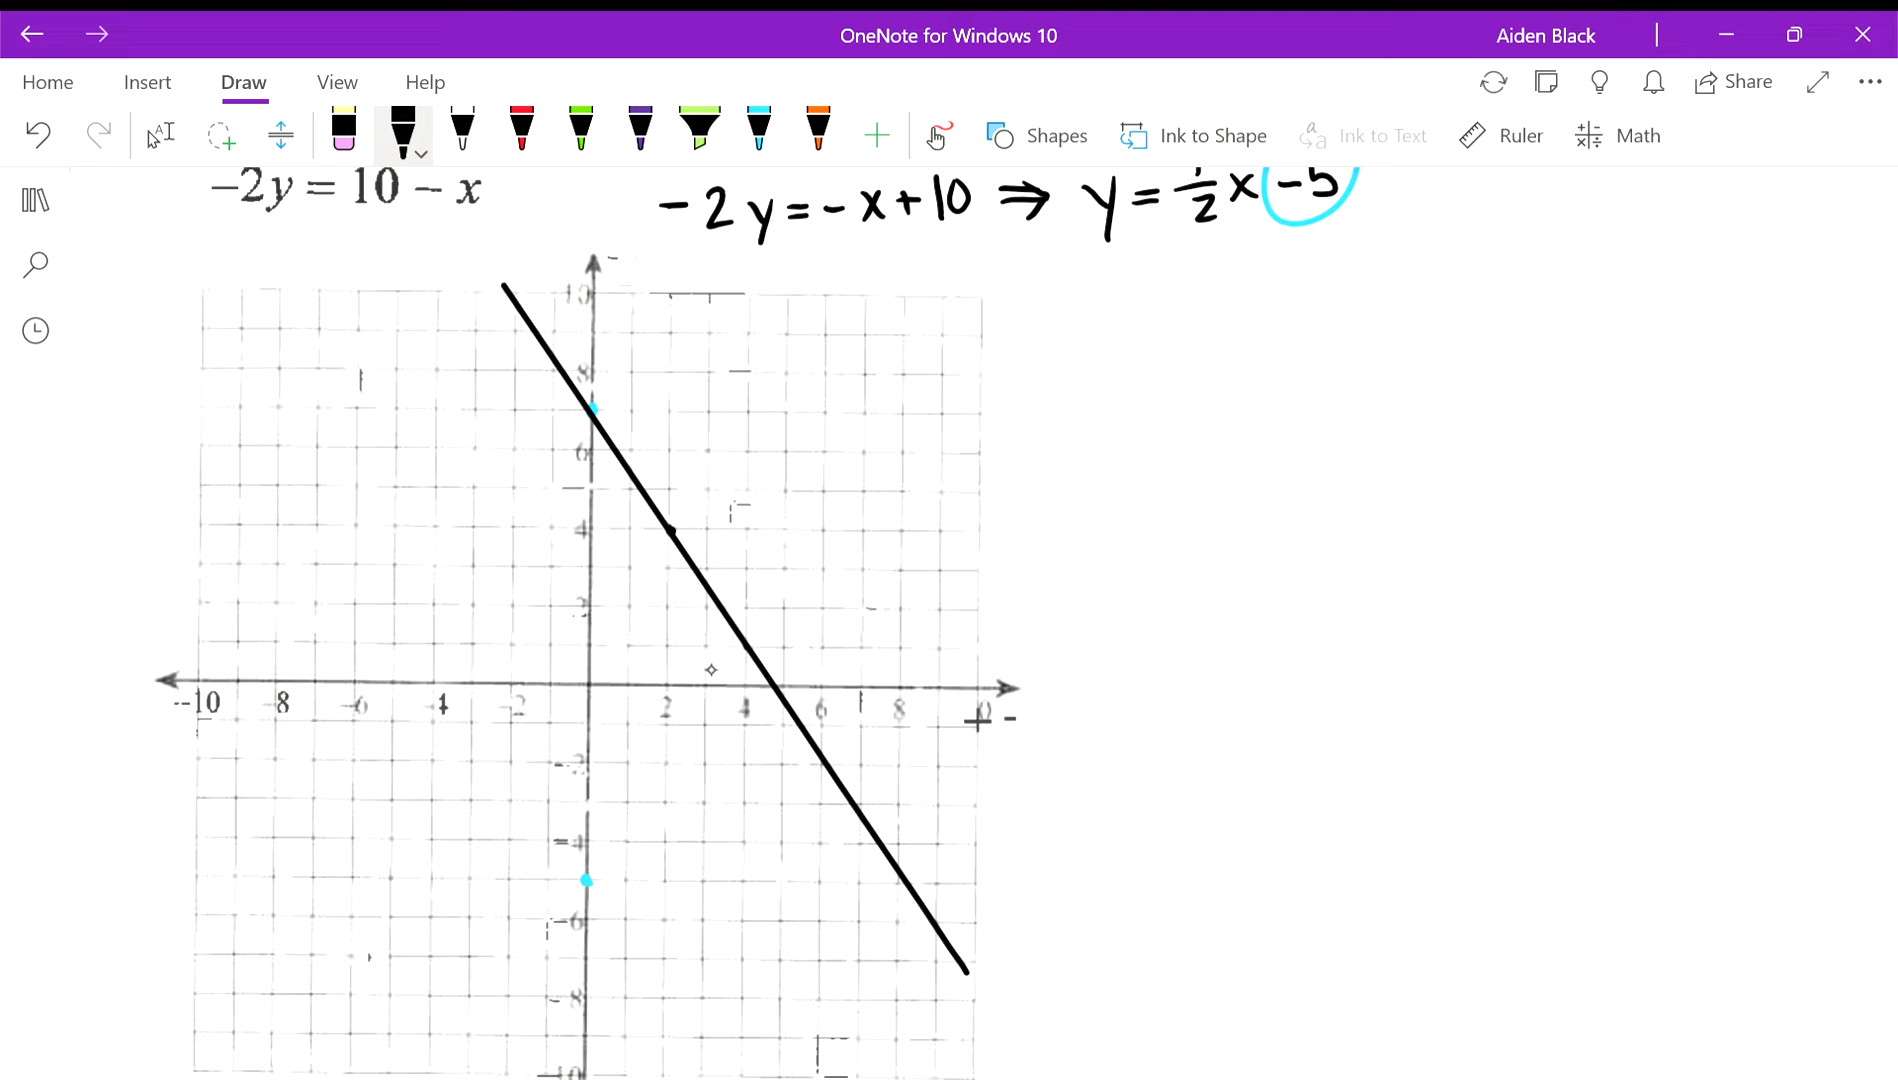 OneNote for Windows 10 Aiden Black
Home Insert Draw View Help Share
Shapes Ink to Shape Ink to Text Ruler Math
−2y = 10 − x
-2y = -x + 10 ⇒ y = 1/2 x -5
10
8
6
4
2
--10 -8 -6 -4 -2 2 4 6 8
-2
-4
-6
-8
-10